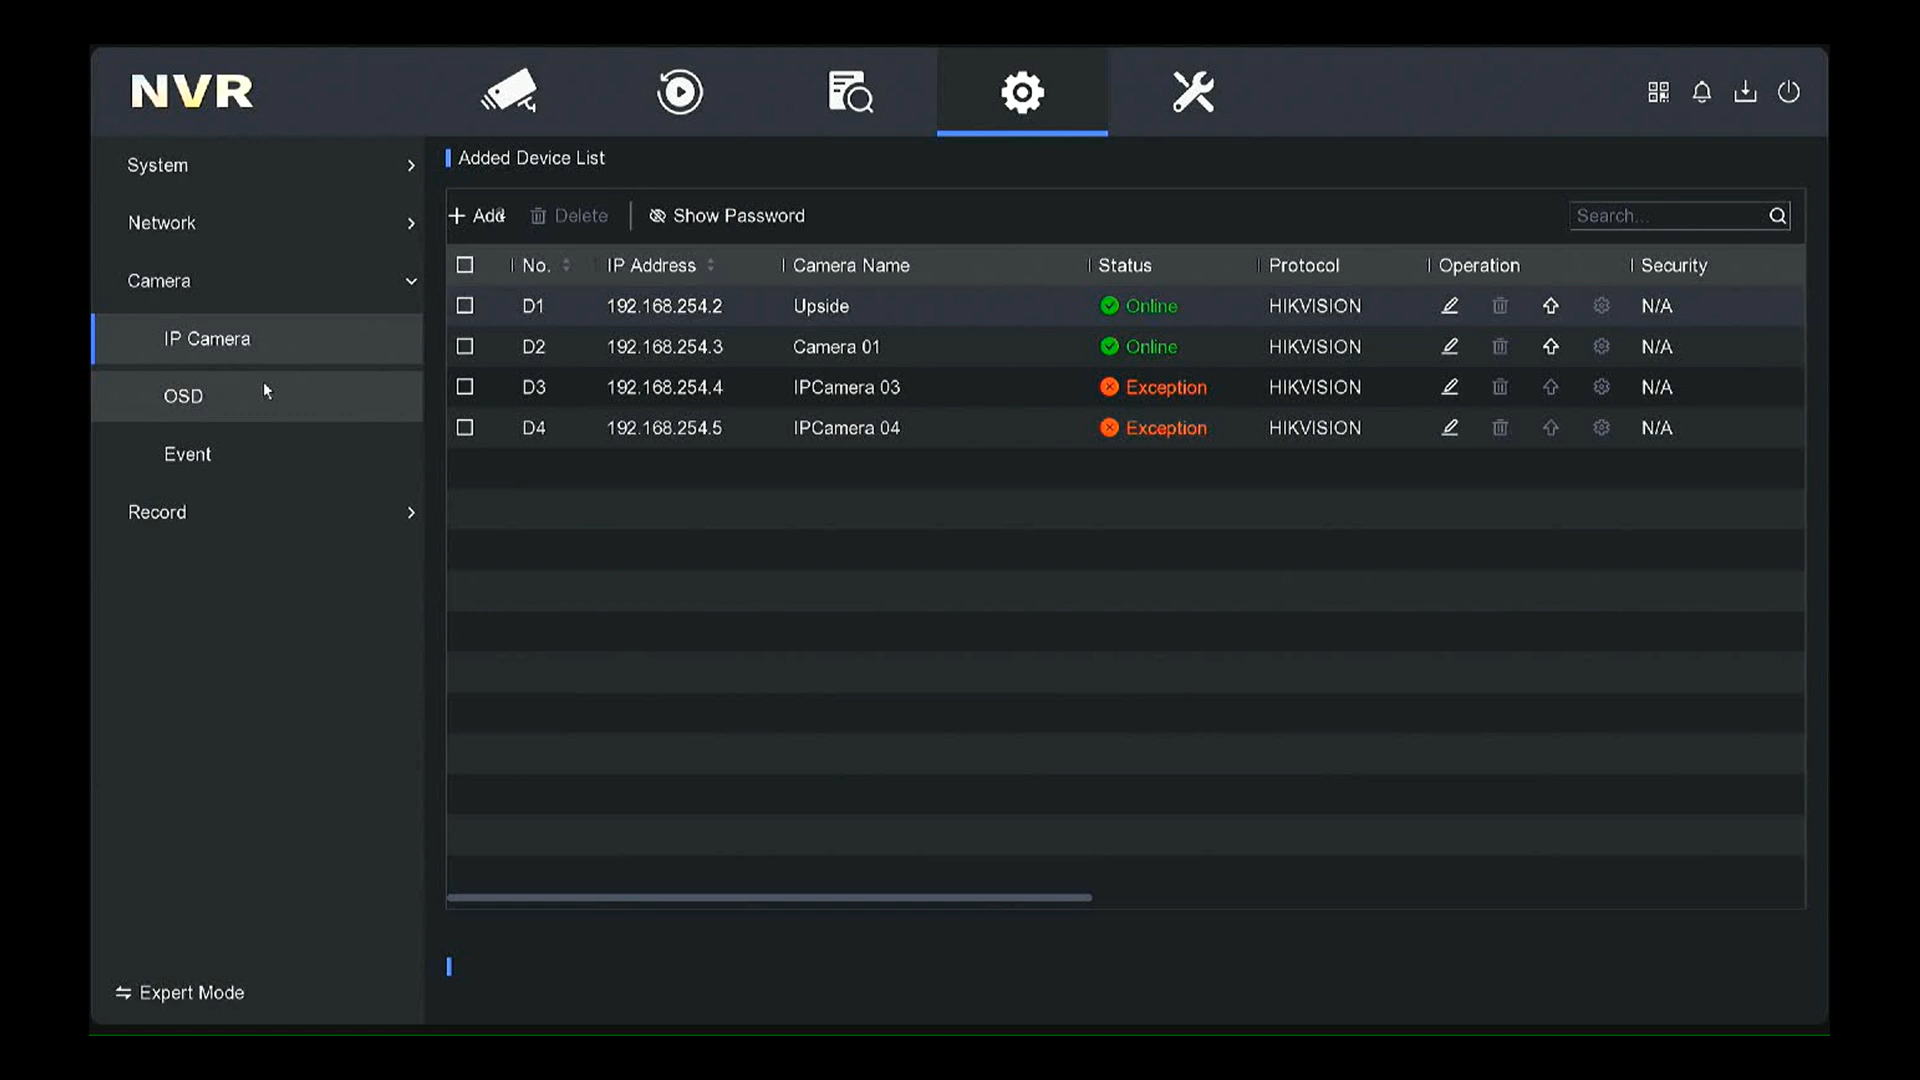 NVR
System
Network
Camera
IP Camera
OSD
Event
Record
Expert Mode
Added Device List
Add Delete Show Password Search...
No. IP Address Camera Name Status Protocol Operation Security
D1 192.168.254.2 Upside Online HIKVISION N/A
D2 192.168.254.3 Camera 01 Online HIKVISION N/A
D3 192.168.254.4 IPCamera 03 Exception HIKVISION N/A
D4 192.168.254.5 IPCamera 04 Exception HIKVISION N/A